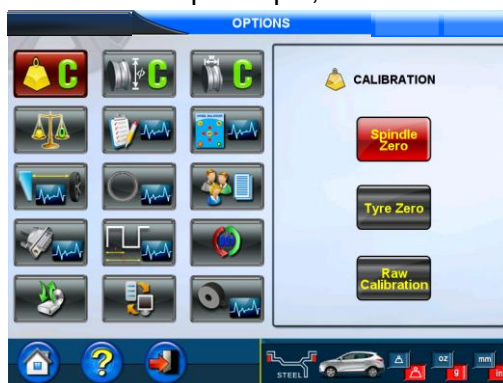 OPTIONS
C
C
C
CALIBRATION
Spindle
Zero
Tyre Zero
Raw
Calibration
?
STEEL
oz
g
mm
in